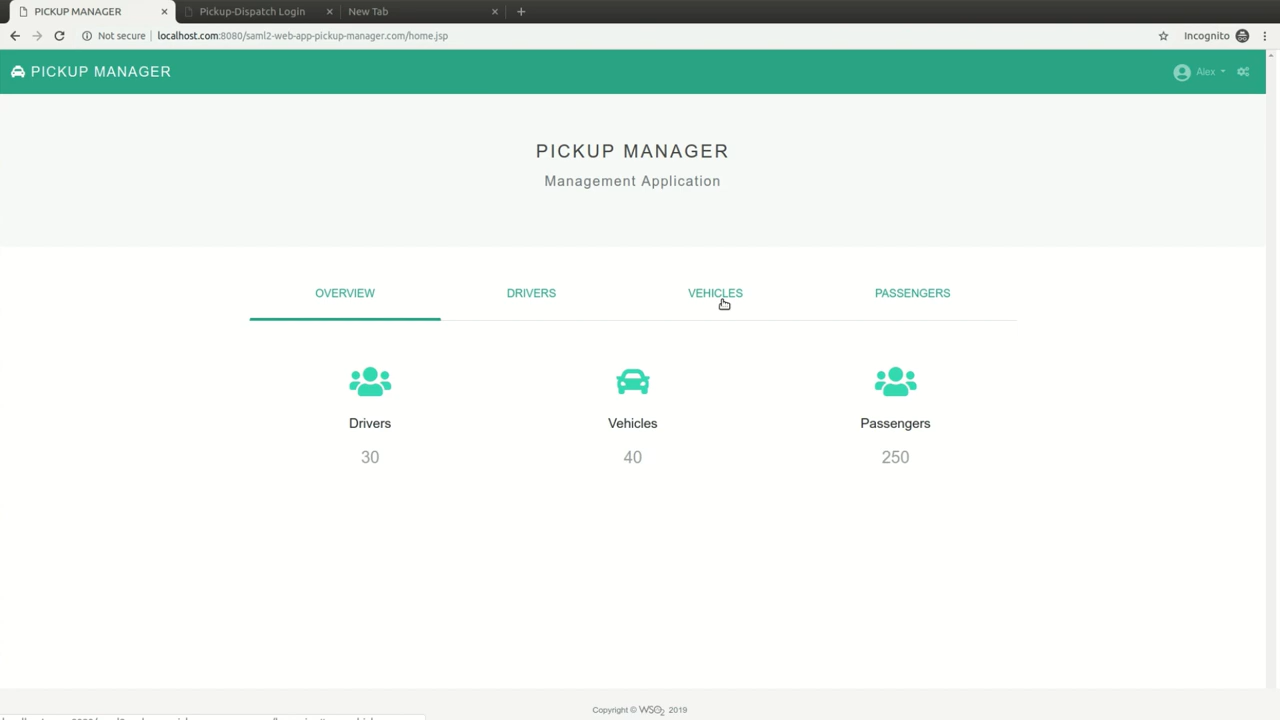 PICKUP MANAGER
Pickup-Dispatch Login
New Tab
Not secure
localhost.com:8080/saml2-web-app-pickup-manager.com/home.jsp
Incognito
PICKUP MANAGER
Alex
PICKUP MANAGER
Management Application
OVERVIEW DRIVERS VEHICLES PASSENGERS
Drivers Vehicles Passengers
30 40 250
Copyright © WSO2 2019